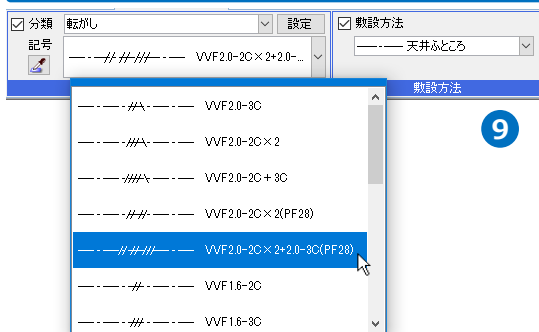 分類 転がし 設定 敷設方法
記号 VVF2.0-2C×2+2.0-... 天井ふところ
敷設方法
VVF2.0-3C
VVF2.0-2C×2
VVF2.0-2C+3C
VVF2.0-2C×2(PF28)
VVF2.0-2C×2+2.0-3C(PF28)
VVF1.6-2C
VVF1.6-3C
9